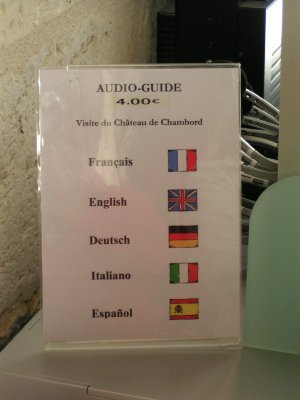 AUDIO-GUIDE
4.00€
Visite du Château de Chambord
Français
English
Deutsch
Italiano
Español